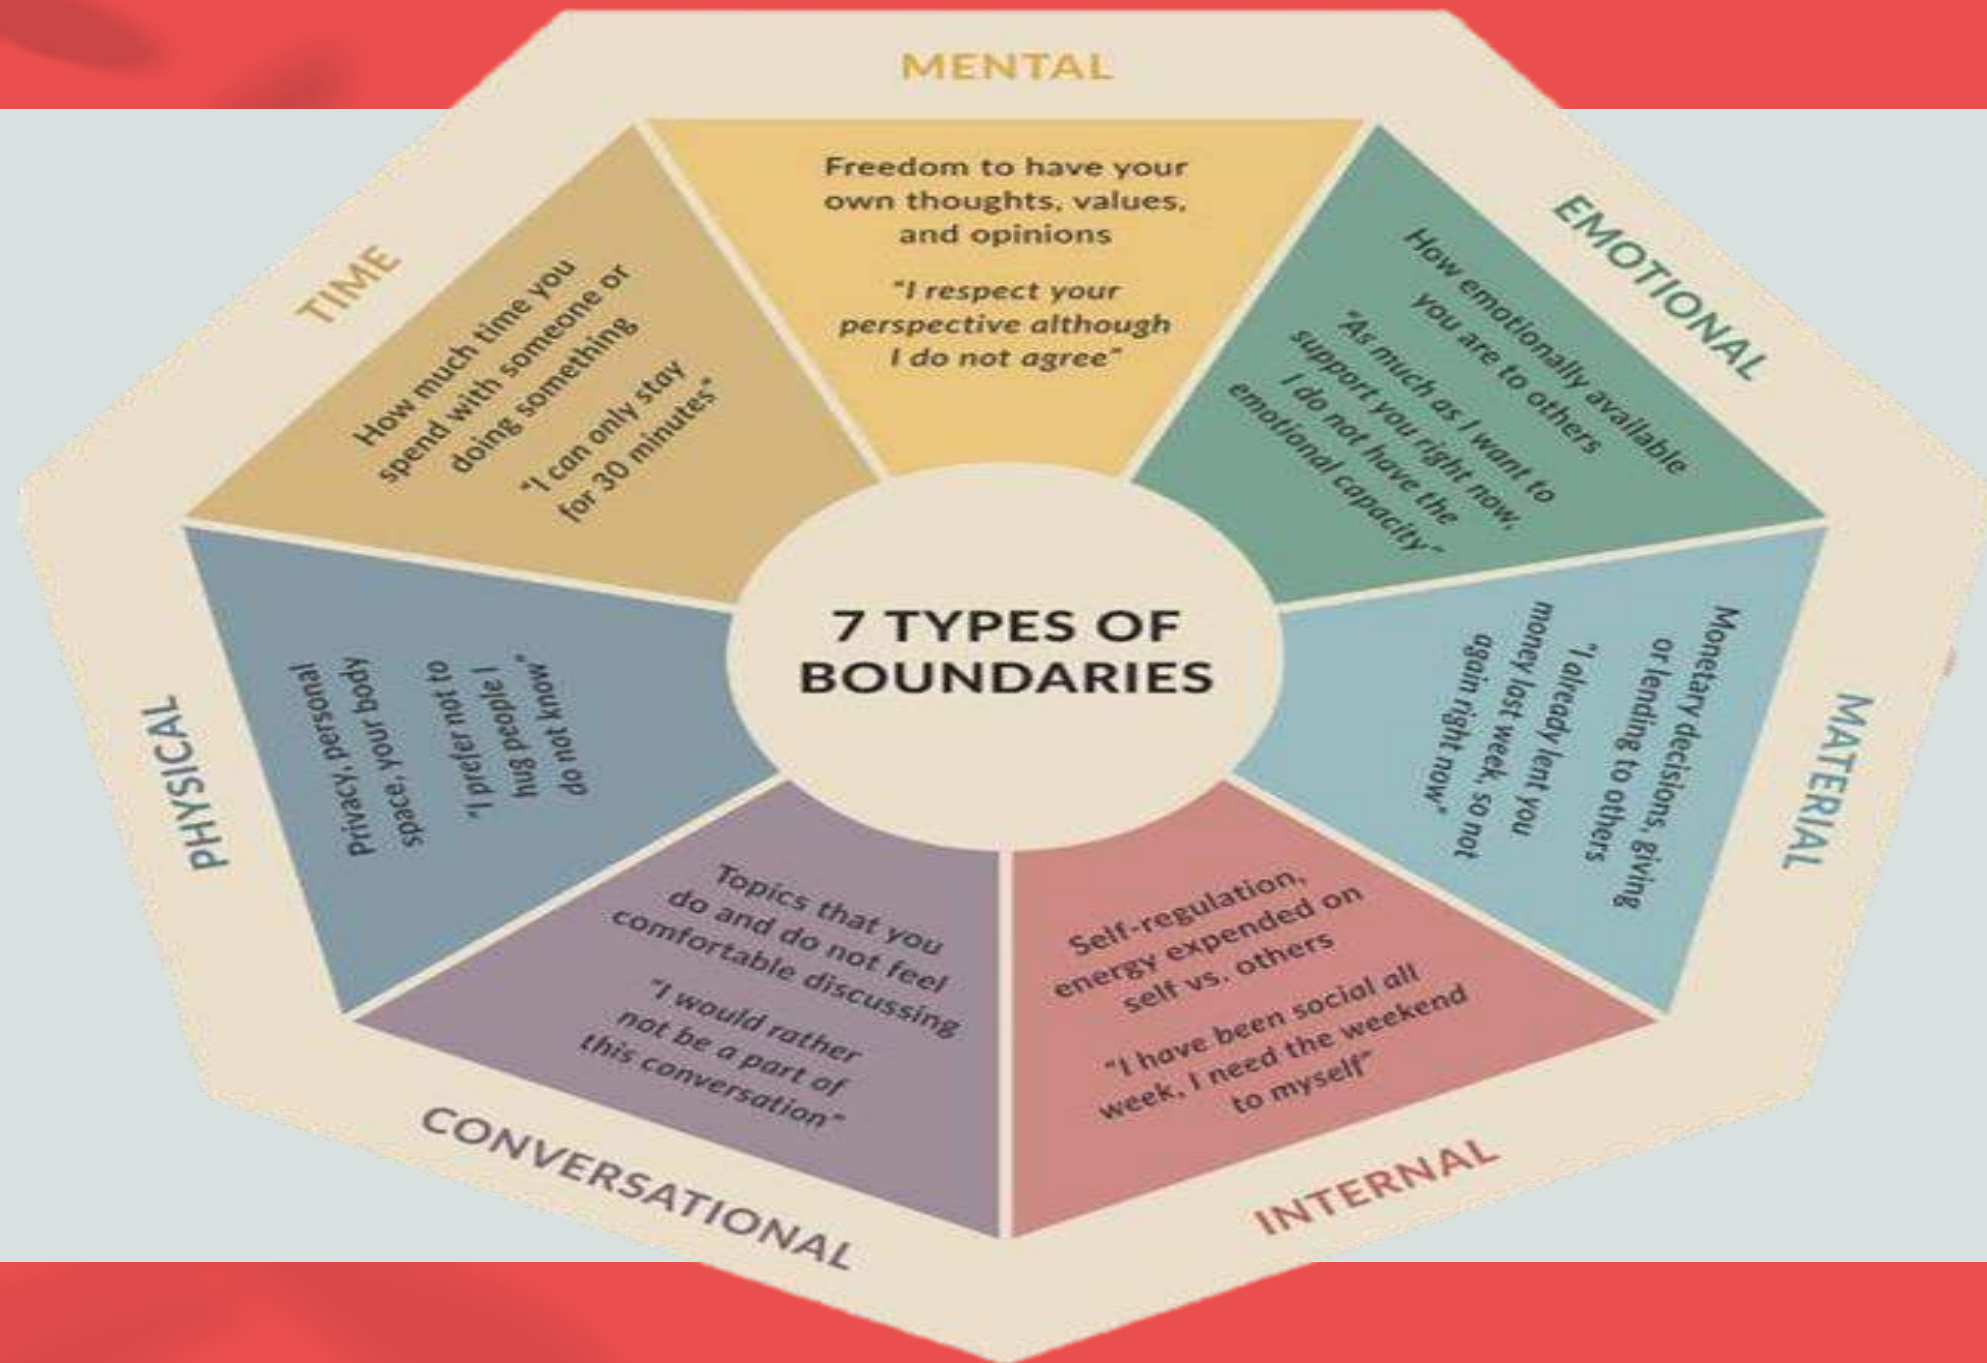 MENTAL
Freedom to have your
own thoughts, values,
and opinions
"I respect your
perspective although
I do not agree"
EMOTIONAL
How emotionally available
you are to others
"As much as I want to
support you right now,
I do not have the
emotional capacity"
MATERIAL
Monetary decisions, giving
or lending to others
"I already lent you
money last week, so not
again right now"
INTERNAL
Self-regulation,
energy expended on
self vs. others
"I have been social all
week, I need the weekend
to myself"
CONVERSATIONAL
Topics that you
do and do not feel
comfortable discussing
"I would rather
not be a part of
this conversation"
PHYSICAL
Privacy, personal
space, your body
"I prefer not to
hug people I
do not know"
TIME
How much time you
spend with someone or
doing something
"I can only stay
for 30 minutes"
7 TYPES OF
BOUNDARIES